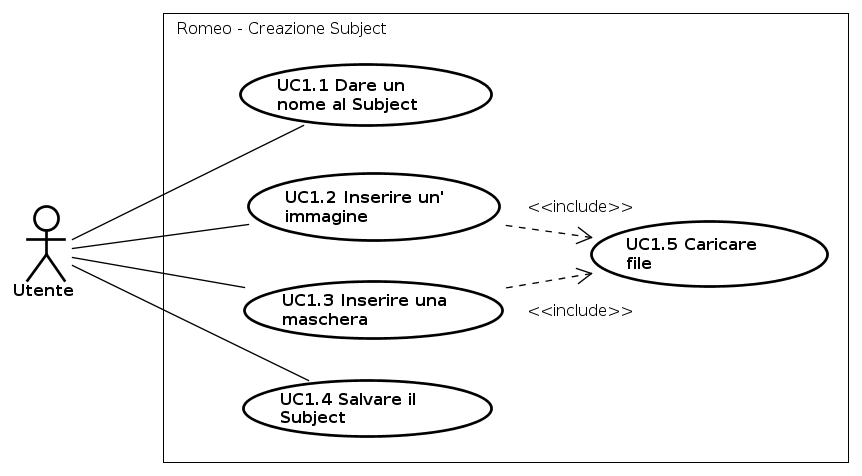 Romeo - Creazione Subject
UC1.1 Dare un
nome al Subject
UC1.2 Inserire un'
immagine
<<include>>
UC1.5 Caricare
file
Utente
UC1.3 Inserire una
maschera
<<include>>
UC1.4 Salvare il
Subject